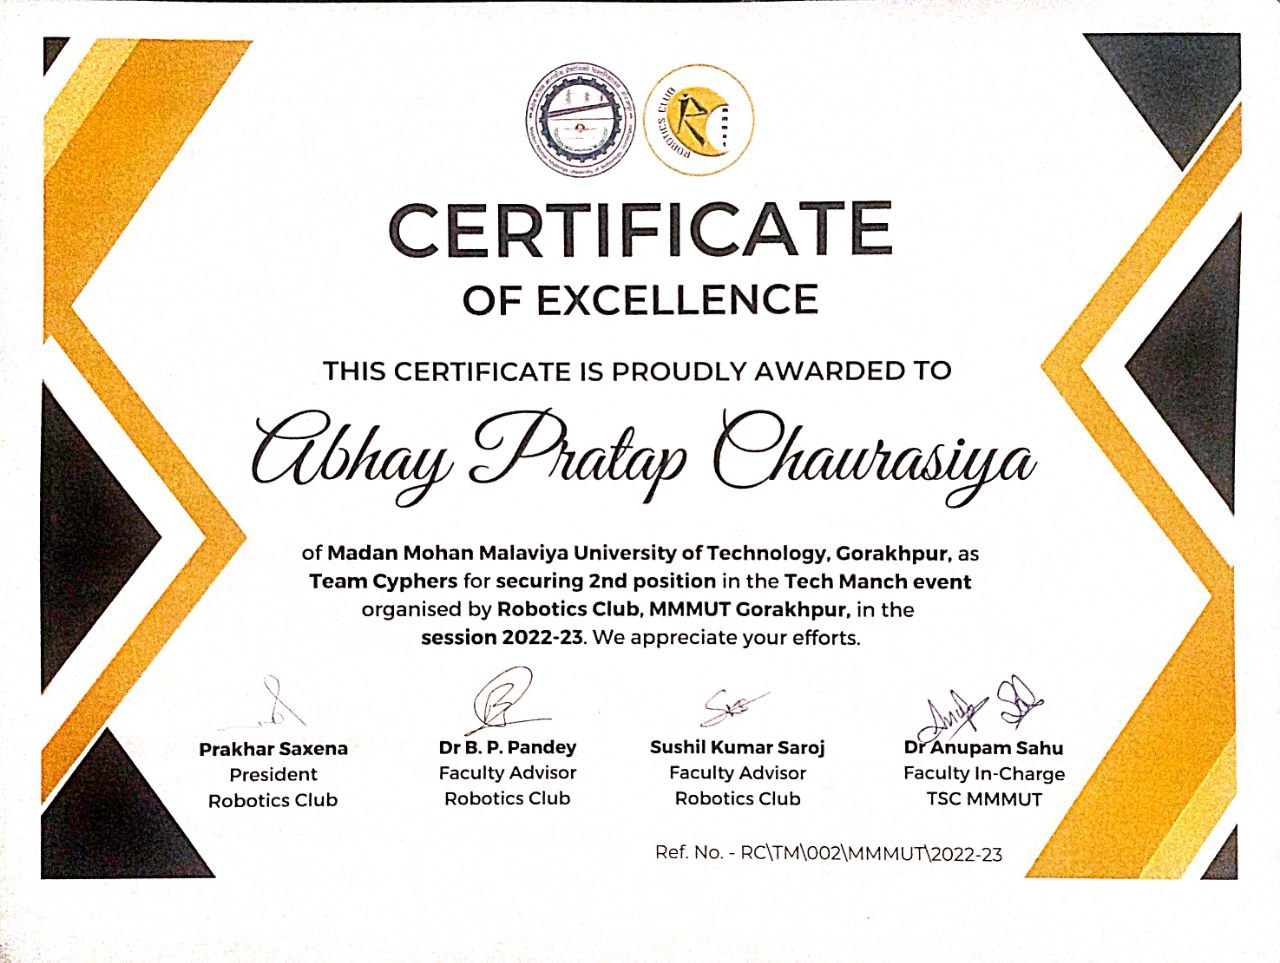 ROBOTICS CLUB
CERTIFICATE
OF EXCELLENCE
THIS CERTIFICATE IS PROUDLY AWARDED TO
Abhay Pratap Chaurasiya
of Madan Mohan Malaviya University of Technology, Gorakhpur, as
Team Cyphers for securing 2nd position in the Tech Manch event
organised by Robotics Club, MMMUT Gorakhpur, in the
session 2022-23. We appreciate your efforts.
Prakhar Saxena
President
Robotics Club
Dr B. P. Pandey
Faculty Advisor
Robotics Club
Sushil Kumar Saroj
Faculty Advisor
Robotics Club
Dr Anupam Sahu
Faculty In-Charge
TSC MMMUT
Ref. No. - RC\TM\002\MMMUT\2022-23